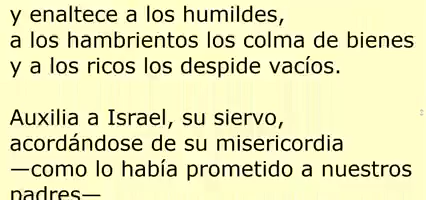 y enaltece a los humildes,
a los hambrientos los colma de bienes
y a los ricos los despide vacíos.

Auxilia a Israel, su siervo,
acordándose de su misericordia
—como lo había prometido a nuestros
padres—